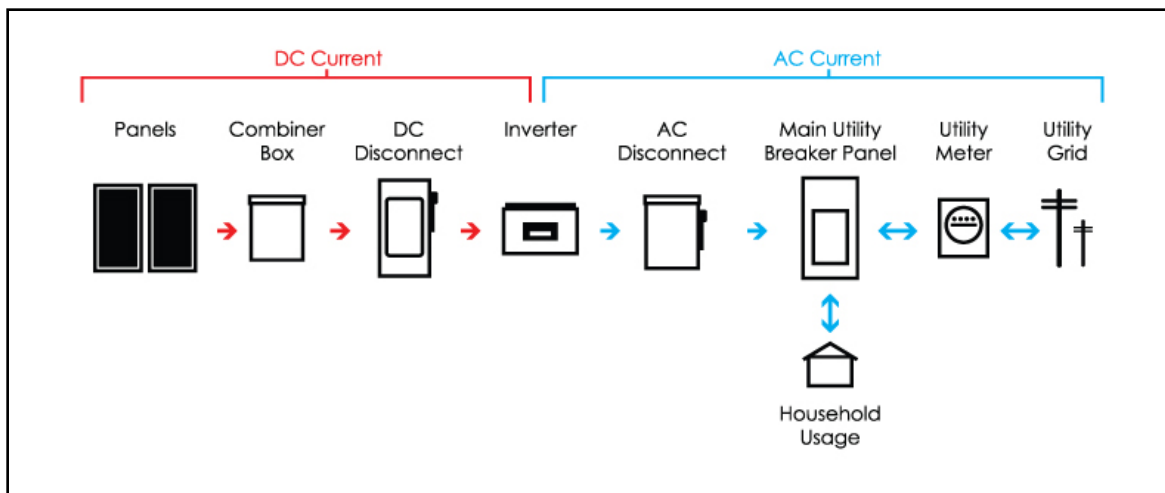 DC Current
AC Current
Panels
Combiner
Box
DC
Disconnect
Inverter
AC
Disconnect
Main Utility
Breaker Panel
Utility
Meter
Utility
Grid
Household
Usage